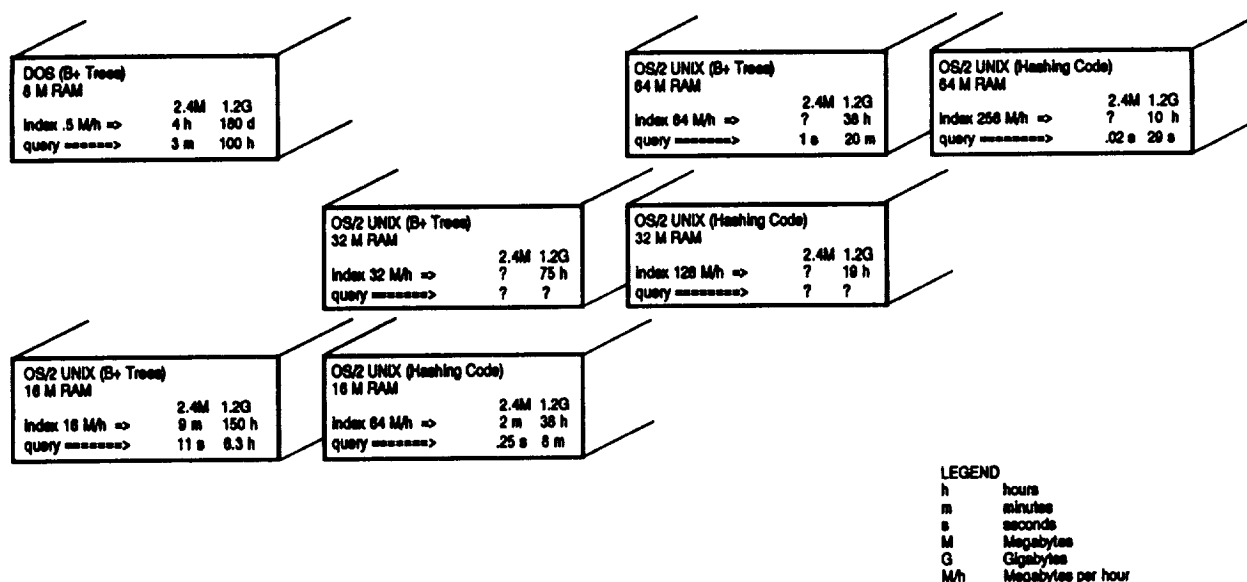 DOS (B+ Trees)
8 M RAM
2.4M 1.2G
index .5 M/h => 4 h 180 d
query ======> 3 m 100 h
OS/2 UNIX (B+ Trees)
64 M RAM
2.4M 1.2G
index 64 M/h => ? 38 h
query =======> 1 s 20 m
OS/2 UNIX (Hashing Code)
64 M RAM
2.4M 1.2G
index 256 M/h => ? 10 h
query ========> .02 s 29 s
OS/2 UNIX (B+ Trees)
32 M RAM
2.4M 1.2G
index 32 M/h => ? 75 h
query =======> ? ?
OS/2 UNIX (Hashing Code)
32 M RAM
2.4M 1.2G
index 128 M/h => ? 19 h
query ========> ? ?
OS/2 UNIX (B+ Trees)
16 M RAM
2.4M 1.2G
index 16 M/h => 9 m 150 h
query =======> 11 s 8.3 h
OS/2 UNIX (Hashing Code)
16 M RAM
2.4M 1.2G
index 64 M/h => 2 m 38 h
query =======> .25 s 8 m
LEGEND
h hours
m minutes
s seconds
M Megabytes
G Gigabytes
M/h Megabytes per hour